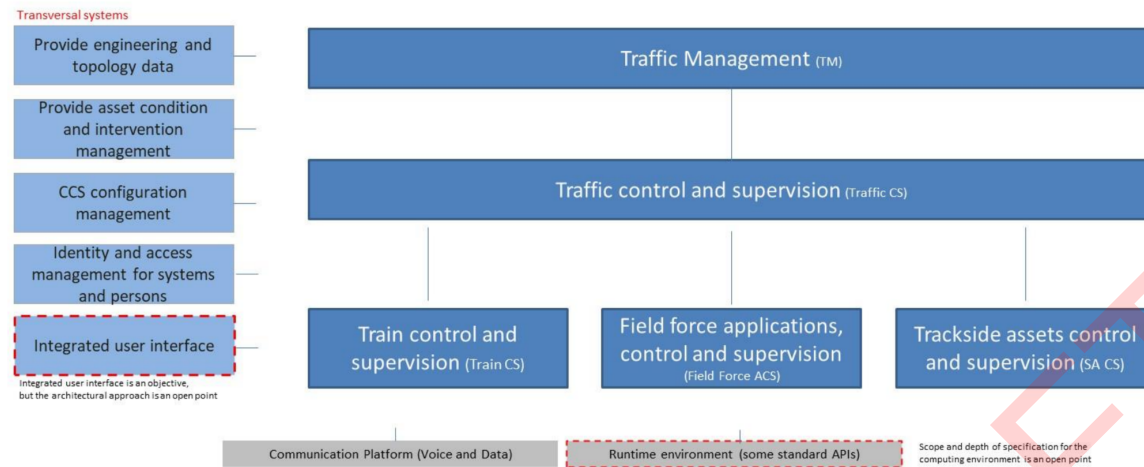 Transversal systems
Provide engineering and
topology data
Provide asset condition
and intervention
management
CCS configuration
management
Identity and access
management for systems
and persons
Integrated user interface
Integrated user interface is an objective,
but the architectural approach is an open point
Traffic Management (TM)
Traffic control and supervision (Traffic CS)
Train control and
supervision (Train CS)
Field force applications,
control and supervision
(Field Force ACS)
Trackside assets control
and supervision (SA CS)
Communication Platform (Voice and Data)
Runtime environment (some standard APIs)
Scope and depth of specification for the
computing environment is an open point